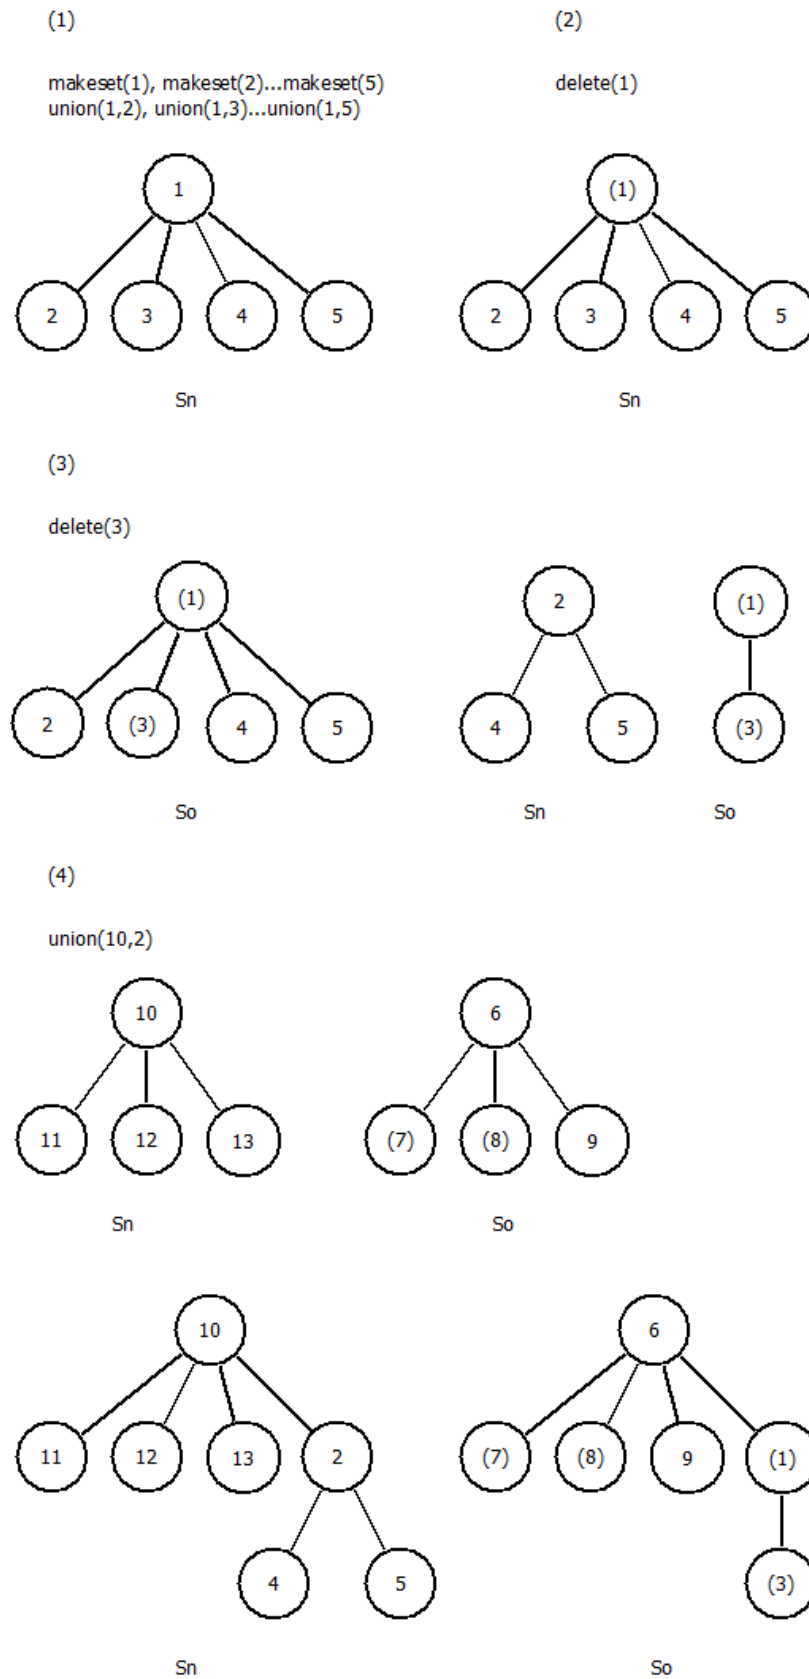 (1)
(2)
makeset(1), makeset(2)...makeset(5)
union(1,2), union(1,3)...union(1,5)
delete(1)
1
(1)
2 3 4 5
2 3 4 5
Sn
Sn
(3)
delete(3)
(1)
2
(1)
2 (3) 4 5
4 5
(3)
So
Sn
So
(4)
union(10,2)
10
6
11 12 13
(7) (8) 9
Sn
So
10
6
11 12 13 2
(7) (8) 9 (1)
4 5
(3)
Sn
So